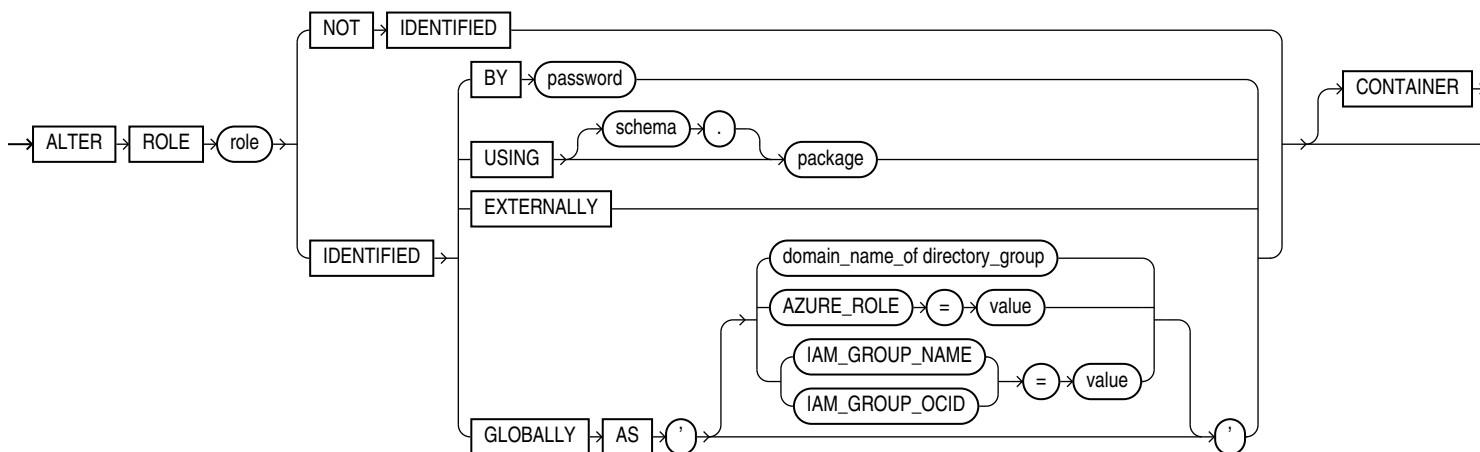 NOT IDENTIFIED
BY password
CONTAINER
schema .
ALTER ROLE role
USING package
EXTERNALLY
IDENTIFIED
domain_name_of directory_group
AZURE_ROLE = value
IAM_GROUP_NAME
= value
IAM_GROUP_OCID
GLOBALLY AS ' '